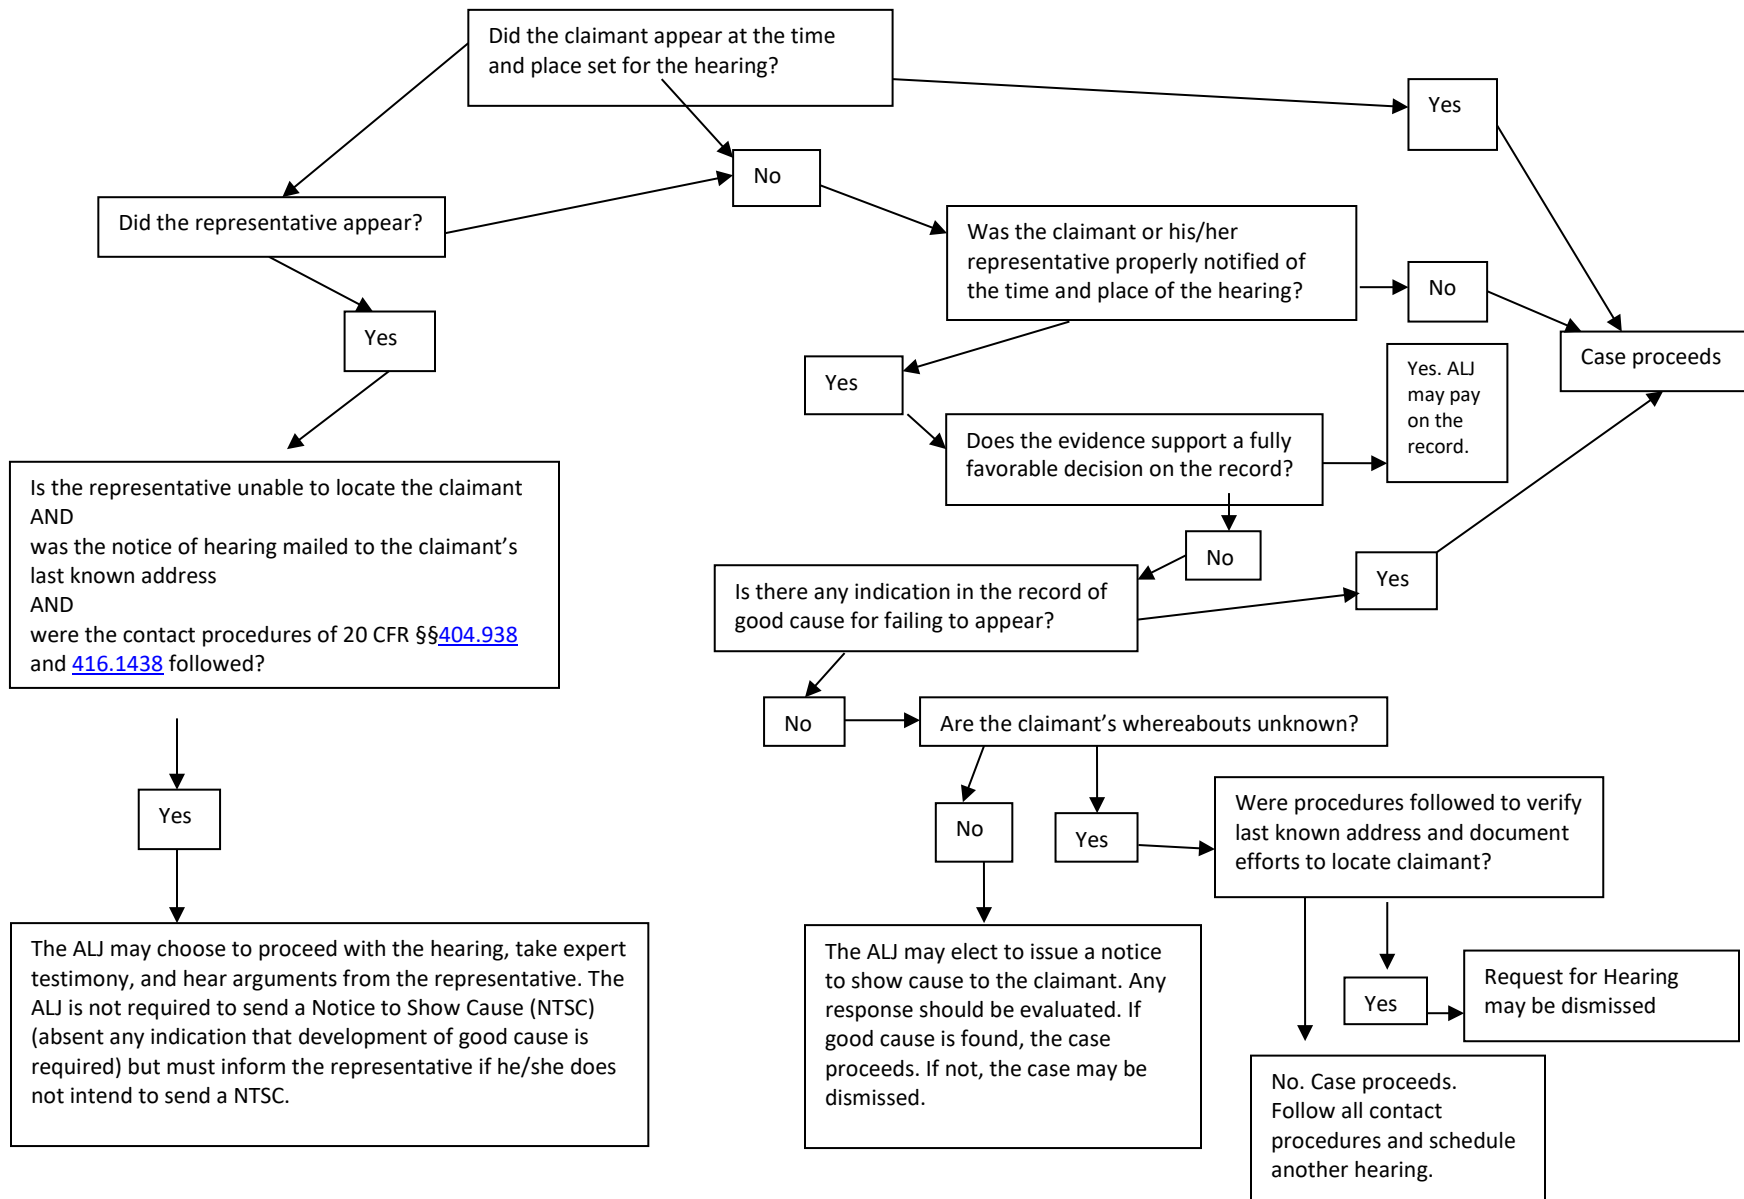 Did the claimant appear at the time
and place set for the hearing?
Yes
No
Did the representative appear?
Yes
Was the claimant or his/her
representative properly notified of
the time and place of the hearing?
No
Case proceeds
Yes
Yes. ALJ
may pay
on the
record.
Does the evidence support a fully
favorable decision on the record?
No
Is the representative unable to locate the claimant
AND
was the notice of hearing mailed to the claimant’s
last known address
AND
were the contact procedures of 20 CFR §§404.938
and 416.1438 followed?
Yes
Is there any indication in the record of
good cause for failing to appear?
Yes
No
Are the claimant’s whereabouts unknown?
No
Yes
Were procedures followed to verify
last known address and document
efforts to locate claimant?
The ALJ may choose to proceed with the hearing, take expert
testimony, and hear arguments from the representative. The
ALJ is not required to send a Notice to Show Cause (NTSC)
(absent any indication that development of good cause is
required) but must inform the representative if he/she does
not intend to send a NTSC.
The ALJ may elect to issue a notice
to show cause to the claimant. Any
response should be evaluated. If
good cause is found, the case
proceeds. If not, the case may be
dismissed.
Yes
Request for Hearing
may be dismissed
No. Case proceeds.
Follow all contact
procedures and schedule
another hearing.